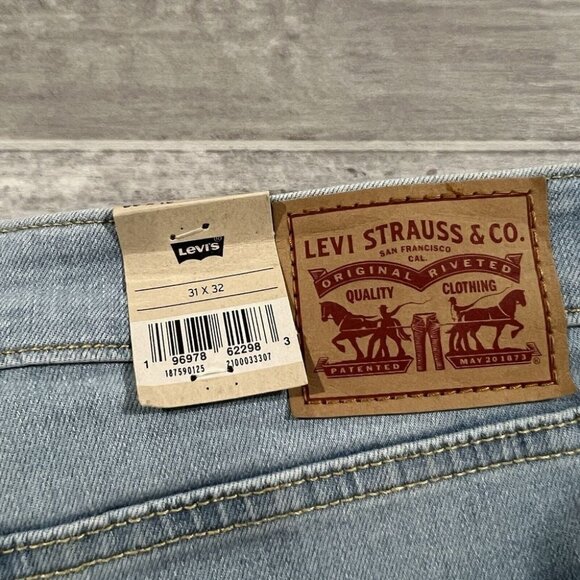 Levi's
31 X 32
1 96978 62298 3
187590125 2100033307
LEVI STRAUSS & CO.
SAN FRANCISCO
CAL.
ORIGINAL RIVETED
QUALITY CLOTHING
PATENTED MAY 20 1873